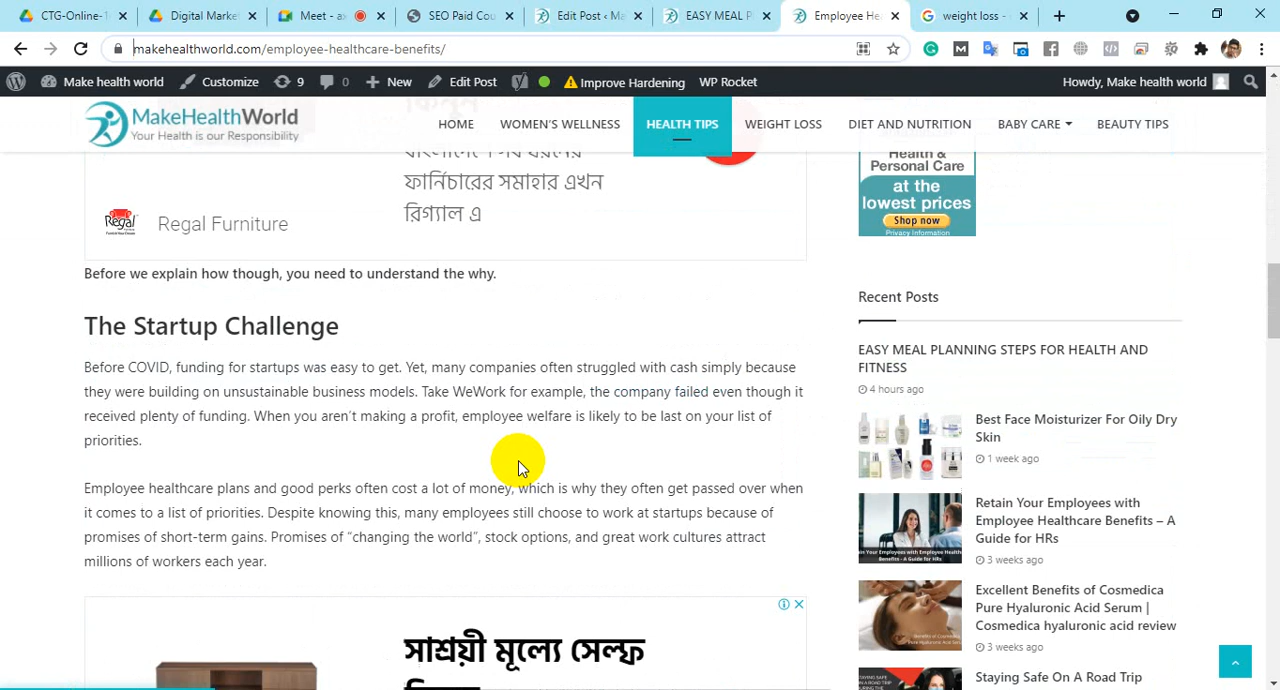 CTG-Online
Digital Mark
Meet - ax
SEO Paid Cou
Edit Post ‹ Ma
EASY MEAL PL
Employee He
weight loss -
makehealthworld.com/employee-healthcare-benefits/
Make health world
Customize
9
0
New
Edit Post
Improve Hardening
WP Rocket
Howdy, Make health world
MakeHealthWorld
Your Health is our Responsibility
HOME
WOMEN'S WELLNESS
HEALTH TIPS
WEIGHT LOSS
DIET AND NUTRITION
BABY CARE
BEAUTY TIPS
ফার্নিচারের সমাহার এখন
রিগ্যাল এ
Regal
Regal Furniture
Before we explain how though, you need to understand the why.
The Startup Challenge
Before COVID, funding for startups was easy to get. Yet, many companies often struggled with cash simply because
they were building on unsustainable business models. Take WeWork for example, the company failed even though it
received plenty of funding. When you aren't making a profit, employee welfare is likely to be last on your list of
priorities.
Employee healthcare plans and good perks often cost a lot of money, which is why they often get passed over when
it comes to a list of priorities. Despite knowing this, many employees still choose to work at startups because of
promises of short-term gains. Promises of "changing the world", stock options, and great work cultures attract
millions of workers a year.
সাশ্রয়ী মূল্যে সেল্ফ
Health &
Personal Care
at the
lowest prices
Shop now
Privacy Information
Recent Posts
EASY MEAL PLANNING STEPS FOR HEALTH AND
FITNESS
4 hours ago
Best Face Moisturizer For Oily Dry
Skin
1 week ago
Retain Your Employees with
Employee Healthcare Benefits – A
Guide for HRs
3 weeks ago
Excellent Benefits of Cosmedica
Pure Hyaluronic Acid Serum |
Cosmedica hyaluronic acid review
3 weeks ago
Staying Safe On A Road Trip